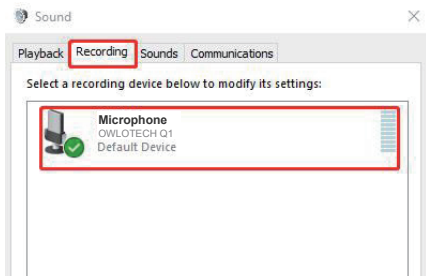 Sound
Playback Recording Sounds Communications
Select a recording device below to modify its settings:
Microphone
OWLOTECH Q1
Default Device